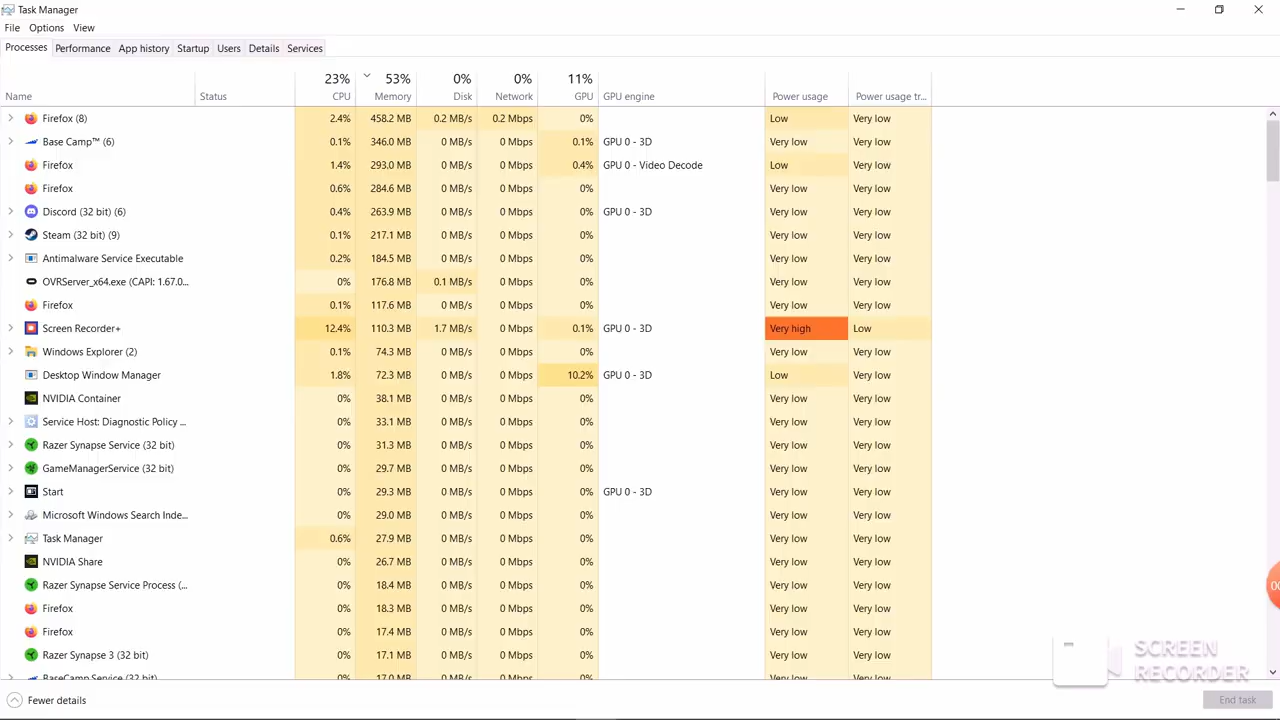 Task Manager
File Options View
Processes Performance App history Startup Users Details Services
23% 53% 0% 0% 11%
Name Status CPU Memory Disk Network GPU GPU engine Power usage Power usage tr...
Firefox (8) 2.4% 458.2 MB 0.2 MB/s 0.2 Mbps 0% Low Very low
Base Camp™ (6) 0.1% 346.0 MB 0 MB/s 0 Mbps 0.1% GPU 0 - 3D Very low Very low
Firefox 1.4% 293.0 MB 0 MB/s 0 Mbps 0.4% GPU 0 - Video Decode Low Very low
Firefox 0.6% 284.6 MB 0 MB/s 0 Mbps 0% Very low Very low
Discord (32 bit) (6) 0.4% 263.9 MB 0 MB/s 0 Mbps 0% GPU 0 - 3D Very low Very low
Steam (32 bit) (9) 0.1% 217.1 MB 0 MB/s 0 Mbps 0% Very low Very low
Antimalware Service Executable 0.2% 184.5 MB 0 MB/s 0 Mbps 0% Very low Very low
OVRServer_x64.exe (CAPI: 1.67.0... 0% 176.8 MB 0.1 MB/s 0 Mbps 0% Very low Very low
Firefox 0.1% 117.6 MB 0 MB/s 0 Mbps 0% Very low Very low
Screen Recorder+ 12.4% 110.3 MB 1.7 MB/s 0 Mbps 0.1% GPU 0 - 3D Very high Low
Windows Explorer (2) 0.1% 74.3 MB 0 MB/s 0 Mbps 0% Very low Very low
Desktop Window Manager 1.8% 72.3 MB 0 MB/s 0 Mbps 10.2% GPU 0 - 3D Low Very low
NVIDIA Container 0% 38.1 MB 0 MB/s 0 Mbps 0% Very low Very low
Service Host: Diagnostic Policy ... 0% 33.1 MB 0 MB/s 0 Mbps 0% Very low Very low
Razer Synapse Service (32 bit) 0% 31.3 MB 0 MB/s 0 Mbps 0% Very low Very low
GameManagerService (32 bit) 0% 29.7 MB 0 MB/s 0 Mbps 0% Very low Very low
Start 0% 29.3 MB 0 MB/s 0 Mbps 0% GPU 0 - 3D Very low Very low
Microsoft Windows Search Inde... 0% 29.0 MB 0 MB/s 0 Mbps 0% Very low Very low
Task Manager 0.6% 27.9 MB 0 MB/s 0 Mbps 0% Very low Very low
NVIDIA Share 0% 26.7 MB 0 MB/s 0 Mbps 0% Very low Very low
Razer Synapse Service Process (... 0% 18.4 MB 0 MB/s 0 Mbps 0% Very low Very low
Firefox 0% 18.3 MB 0 MB/s 0 Mbps 0% Very low Very low
Firefox 0% 17.4 MB 0 MB/s 0 Mbps 0% Very low Very low
Razer Synapse 3 (32 bit) 0% 17.1 MB 0 MB/s 0 Mbps 0% Very low Very low
BaseCamp Service (32 bit) 0% 17.0 MB 0 MB/s 0 Mbps 0% Very low Very low
SCREEN
RECORDER
Fewer details End task